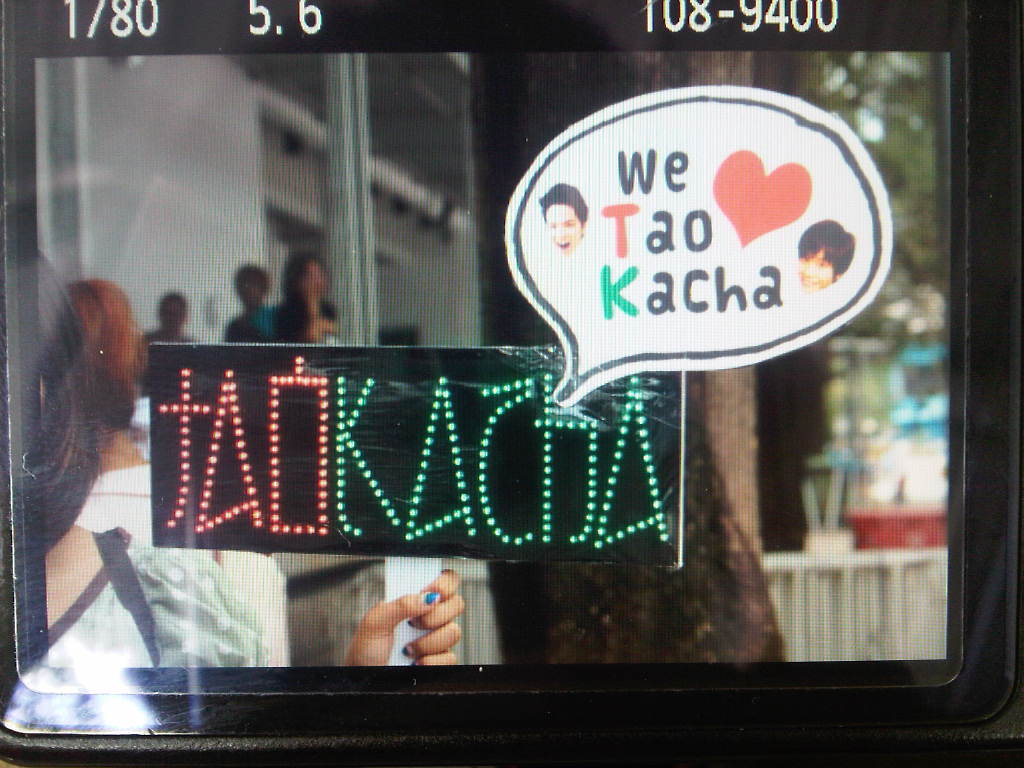 1/80 5.6 108-9400
We
Tao
Kacha
tAOKACHA